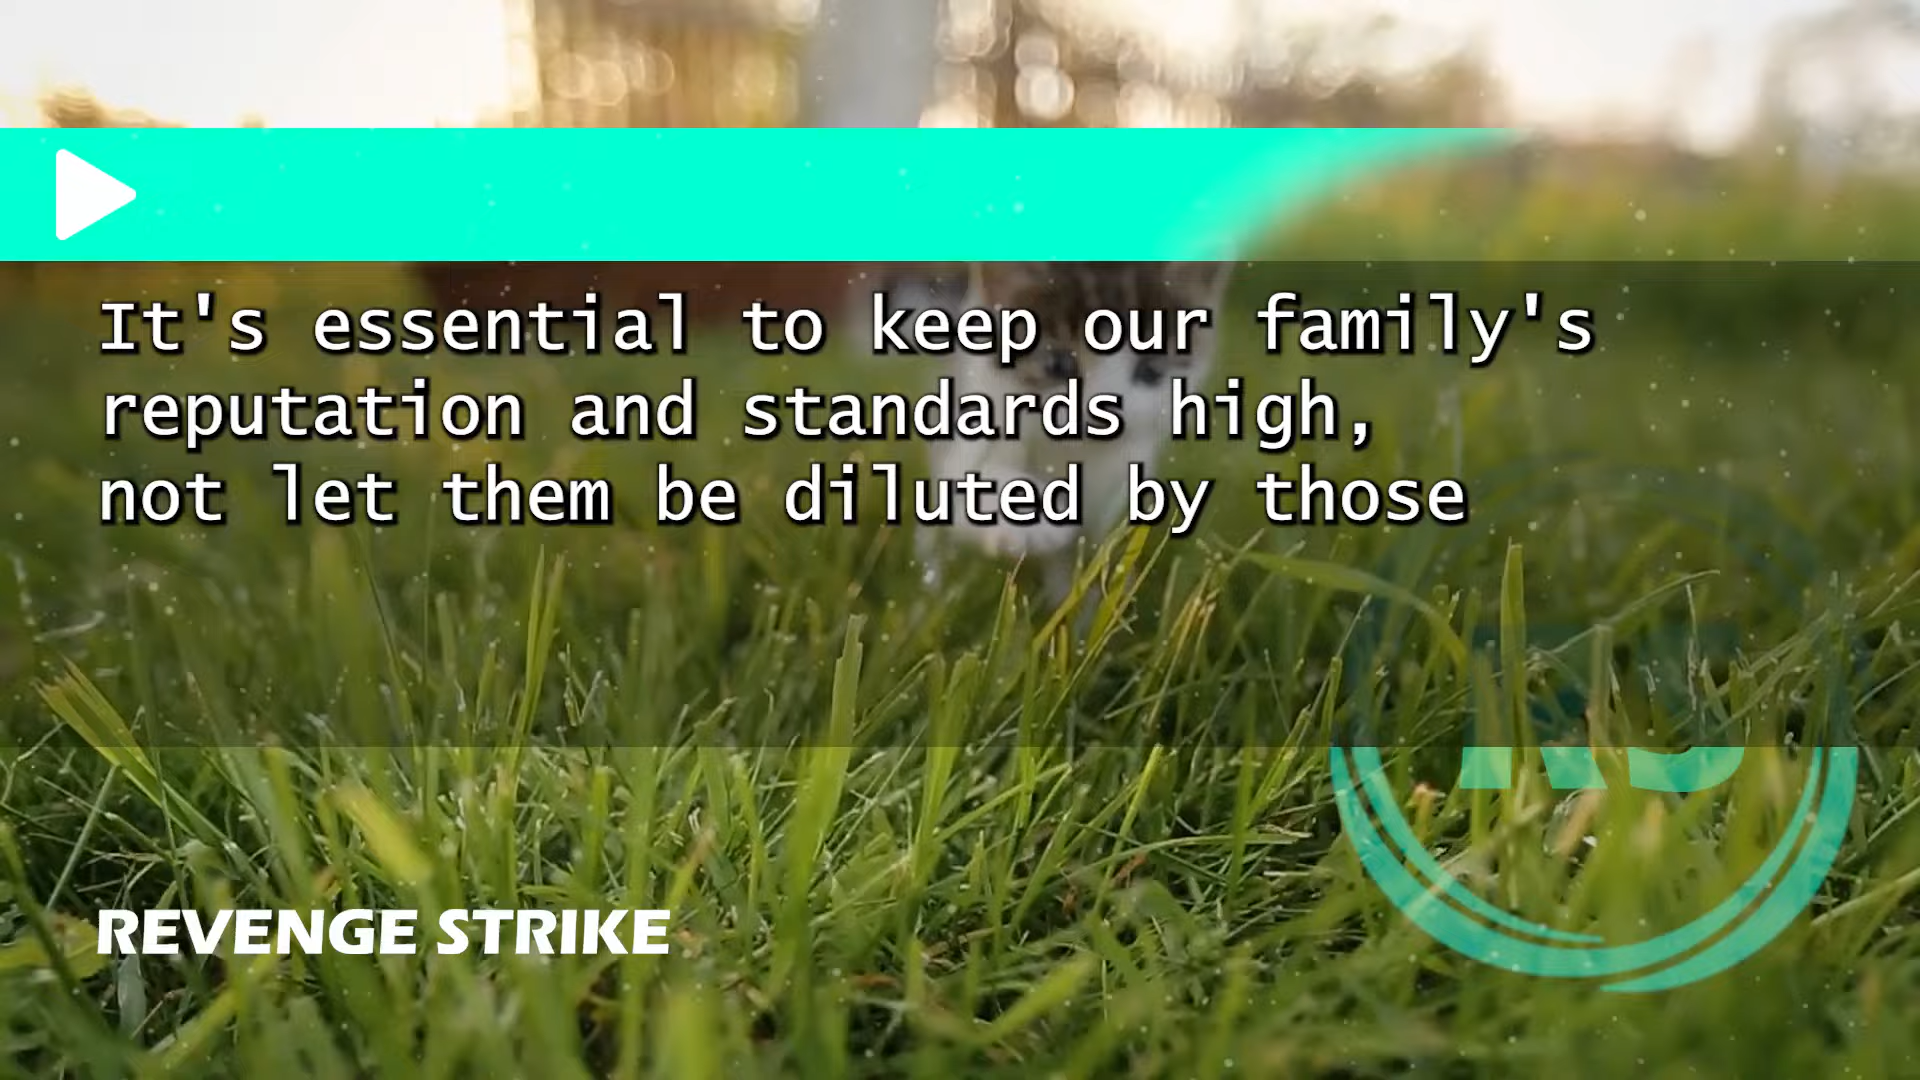 It's essential to keep our family's
reputation and standards high,
not let them be diluted by those
REVENGE STRIKE